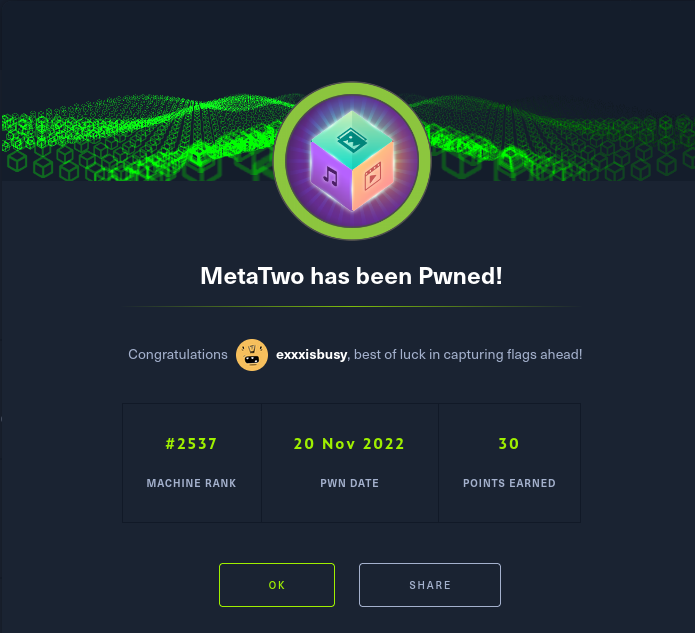 MetaTwo has been Pwned!
Congratulations exxxisbusy, best of luck in capturing flags ahead!
#2537 20 Nov 2022 30
MACHINE RANK PWN DATE POINTS EARNED
OK SHARE